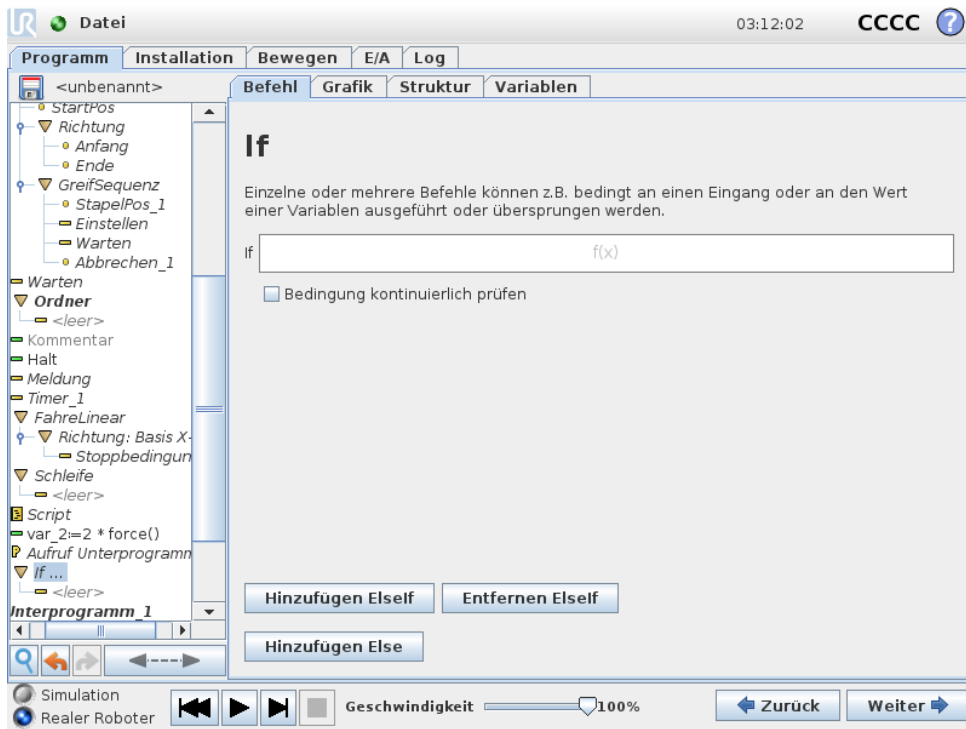 UR Datei 03:12:02 CCCC ?
Programm Installation Bewegen E/A Log
<unbenannt>
Befehl Grafik Struktur Variablen
StartPos
Richtung
Anfang
Ende
GreifSequenz
StapelPos_1
Einstellen
Warten
Abbrechen_1
Warten
Ordner
<leer>
Kommentar
Halt
Meldung
Timer_1
FahreLinear
Richtung: Basis X-
Stoppbedingun
Schleife
<leer>
Script
var_2:=2 * force()
P Aufruf Unterprogramm
If ...
<leer>
Interprogramm_1
If
Einzelne oder mehrere Befehle können z.B. bedingt an einen Eingang oder an den Wert
einer Variablen ausgeführt oder übersprungen werden.
If f(x)
Bedingung kontinuierlich prüfen
Hinzufügen ElseIf Entfernen ElseIf
Hinzufügen Else
Simulation
Realer Roboter
Geschwindigkeit 100%
Zurück Weiter